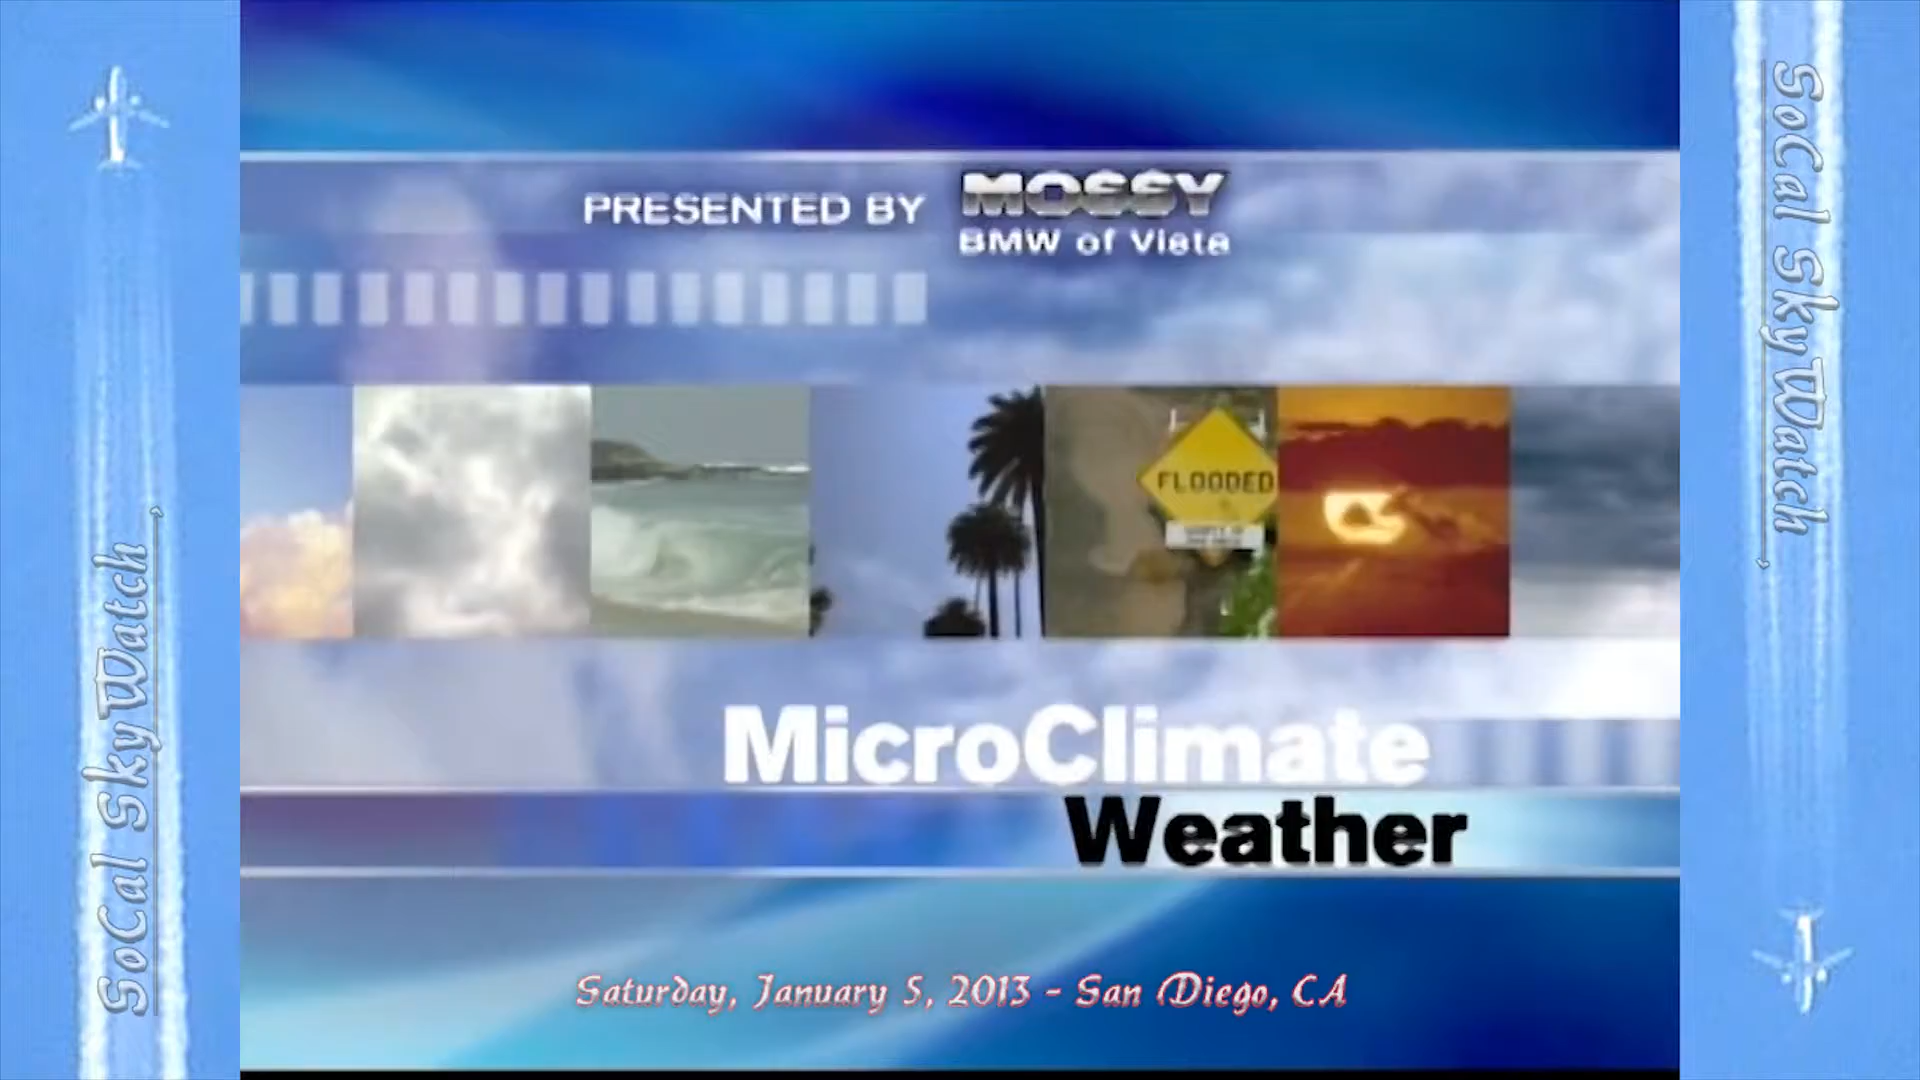 SoCal SkyWatch
PRESENTED BY
MOSSY
BMW of Vista
FLOODED
MicroClimate
Weather
Saturday, January 5, 2013 - San Diego, CA
SoCal SkyWatch